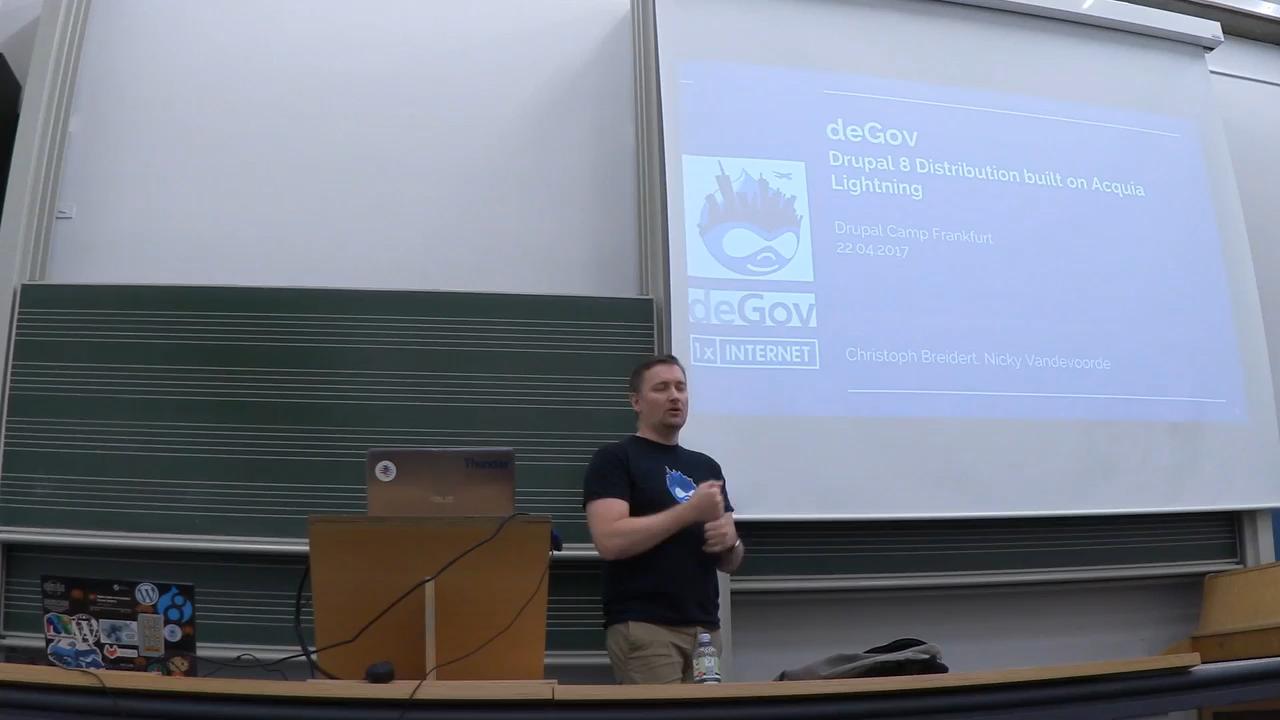 deGov
Drupal 8 Distribution built on Acquia
Lightning
Drupal Camp Frankfurt
22.04.2017
deGov
1x INTERNET
Christoph Breidert, Nicky Vandevoorde
Thunder
ASUS